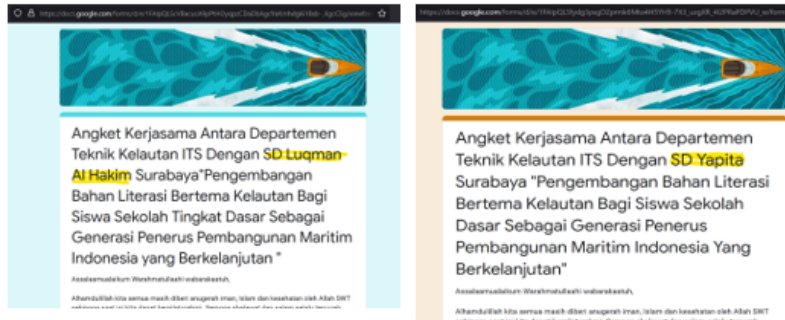 Angket Kerjasama Antara Departemen
Teknik Kelautan ITS Dengan SD Luqman
Al Hakim Surabaya"Pengembangan
Bahan Literasi Bertema Kelautan Bagi
Siswa Sekolah Tingkat Dasar Sebagai
Generasi Penerus Pembangunan Maritim
Indonesia yang Berkelanjutan "
Assalaamualaikum Warahmatullaahi wabarakaatuh,
Alhamdulillah kita semua masih diberi anugerah iman, Islam dan kesehatan oleh Allah SWT
Angket Kerjasama Antara Departemen
Teknik Kelautan ITS Dengan SD Yapita
Surabaya "Pengembangan Bahan Literasi
Bertema Kelautan Bagi Siswa Sekolah
Dasar Sebagai Generasi Penerus
Pembangunan Maritim Indonesia Yang
Berkelanjutan"
Assalaamualaikum Warahmatullaahi wabarakaatuh,
Alhamdulillah kita semua masih diberi anugerah iman, Islam dan kesehatan oleh Allah SWT